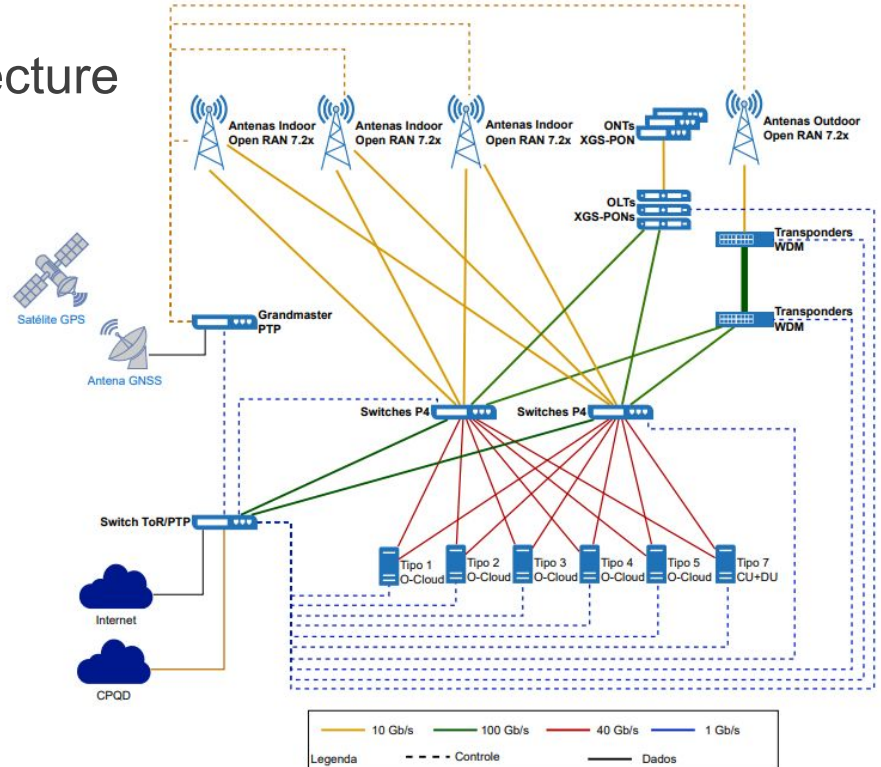 ecture
Antenas Indoor
Open RAN 7.2x
Antenas Indoor
Open RAN 7.2x
Antenas Indoor
Open RAN 7.2x
ONTs
XGS-PON
Antenas Outdoor
Open RAN 7.2x
OLTs
XGS-PONs
Transponders
WDM
Satélite GPS
Grandmaster
PTP
Transponders
WDM
Antena GNSS
Switches P4
Switches P4
Switch ToR/PTP
Tipo 1
O-Cloud
Tipo 2
O-Cloud
Tipo 3
O-Cloud
Tipo 4
O-Cloud
Tipo 5
O-Cloud
Tipo 7
CU+DU
Internet
CPQD
10 Gb/s
100 Gb/s
40 Gb/s
1 Gb/s
Legenda
Controle
Dados